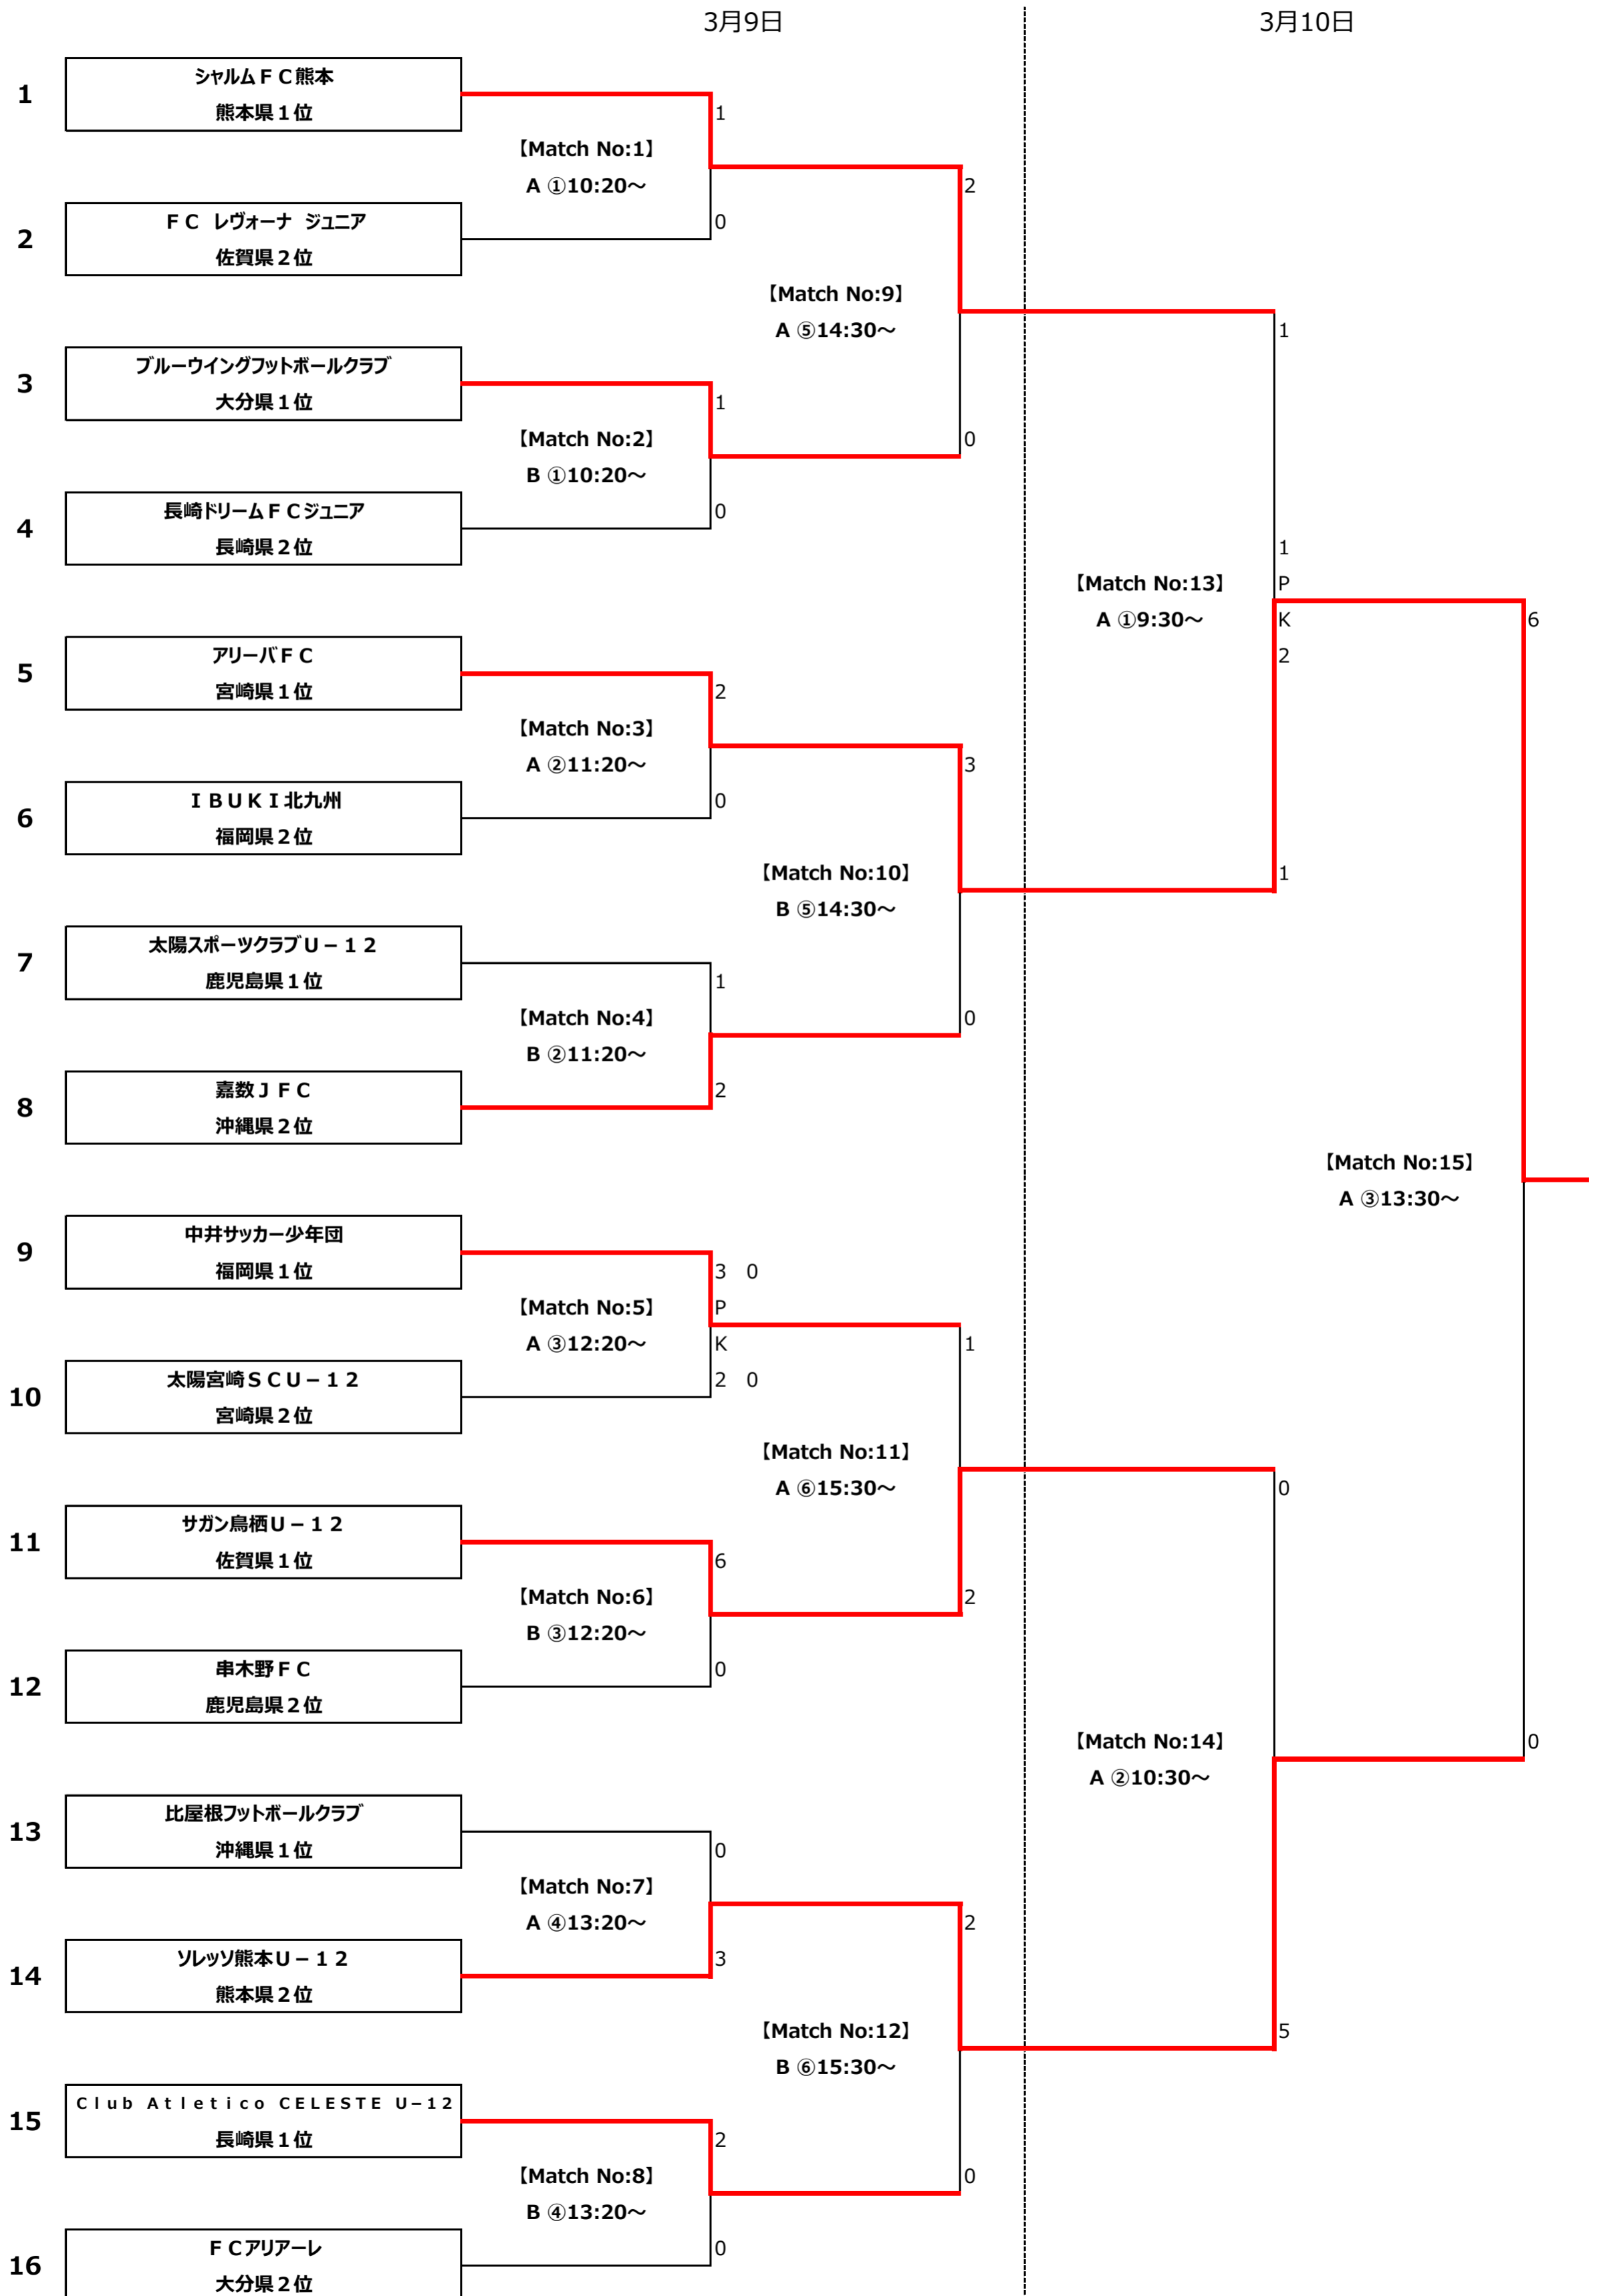 3月9日
3月10日
1
シャルムＦＣ熊本
熊本県１位
1
【Match No:1】
A ①10:20～
2
2
ＦＣ レヴォーナ ジュニア
佐賀県２位
0
【Match No:9】
A ⑤14:30～
1
3
ブルーウイングフットボールクラブ
大分県１位
1
【Match No:2】
B ①10:20～
0
4
長崎ドリームＦＣジュニア
長崎県２位
0
1
P
K
2
【Match No:13】
A ①9:30～
6
5
アリーバＦＣ
宮崎県１位
2
【Match No:3】
A ②11:20～
3
6
ＩＢＵＫＩ北九州
福岡県２位
0
【Match No:10】
B ⑤14:30～
1
7
太陽スポーツクラブＵ－１２
鹿児島県１位
1
【Match No:4】
B ②11:20～
0
8
嘉数ＪＦＣ
沖縄県２位
2
【Match No:15】
A ③13:30～
9
中井サッカー少年団
福岡県１位
3 0
P
K
2 0
【Match No:5】
A ③12:20～
1
10
太陽宮崎ＳＣＵ－１２
宮崎県２位
【Match No:11】
A ⑥15:30～
0
11
サガン鳥栖Ｕ－１２
佐賀県１位
6
【Match No:6】
B ③12:20～
2
12
串木野ＦＣ
鹿児島県２位
0
【Match No:14】
A ②10:30～
0
13
比屋根フットボールクラブ
沖縄県１位
0
【Match No:7】
A ④13:20～
2
14
ソレッソ熊本Ｕ－１２
熊本県２位
3
【Match No:12】
B ⑥15:30～
5
15
Ｃｌｕｂ Ａｔｌｅｔｉｃｏ ＣＥＬＥＳＴＥ Ｕ－１２
長崎県１位
2
【Match No:8】
B ④13:20～
0
16
ＦＣアリアーレ
大分県２位
0